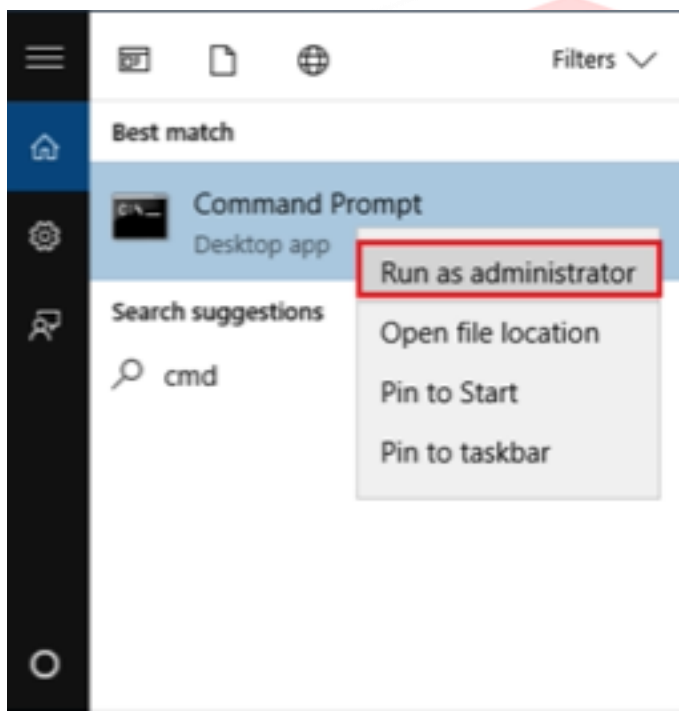 Filters
Best match
Command Prompt
Desktop app
Run as administrator
Search suggestions
Open file location
cmd
Pin to Start
Pin to taskbar